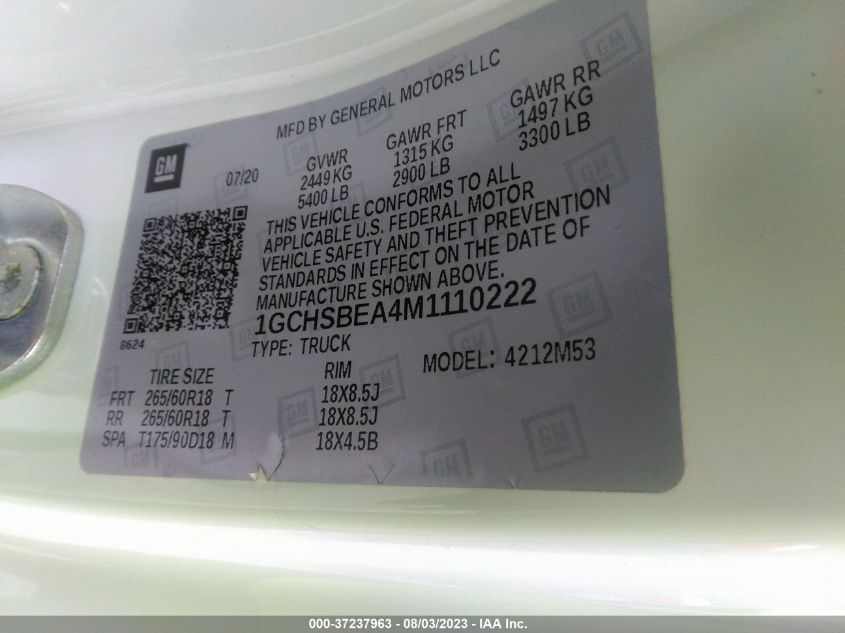 MFD BY GENERAL MOTORS LLC
GM
07/20
GVWR GAWR FRT GAWR RR
2449 KG 1315 KG 1497 KG
5400 LB 2900 LB 3300 LB
THIS VEHICLE CONFORMS TO ALL
APPLICABLE U.S. FEDERAL MOTOR
VEHICLE SAFETY AND THEFT PREVENTION
STANDARDS IN EFFECT ON THE DATE OF
MANUFACTURE SHOWN ABOVE.
1GCHSBEA4M1110222
8624
TYPE: TRUCK MODEL: 4212M53
TIRE SIZE RIM
FRT 265/60R18 T 18X8.5J
RR 265/60R18 T 18X8.5J
SPA T175/90D18 M 18X4.5B
000-37237963 - 08/03/2023 - IAA Inc.